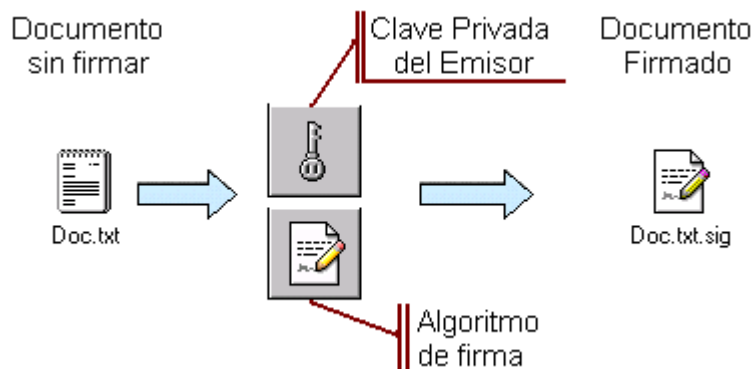 Documento
sin firmar
Clave Privada
del Emisor
Documento
Firmado
Doc.txt
Doc.txt.sig
Algoritmo
de firma